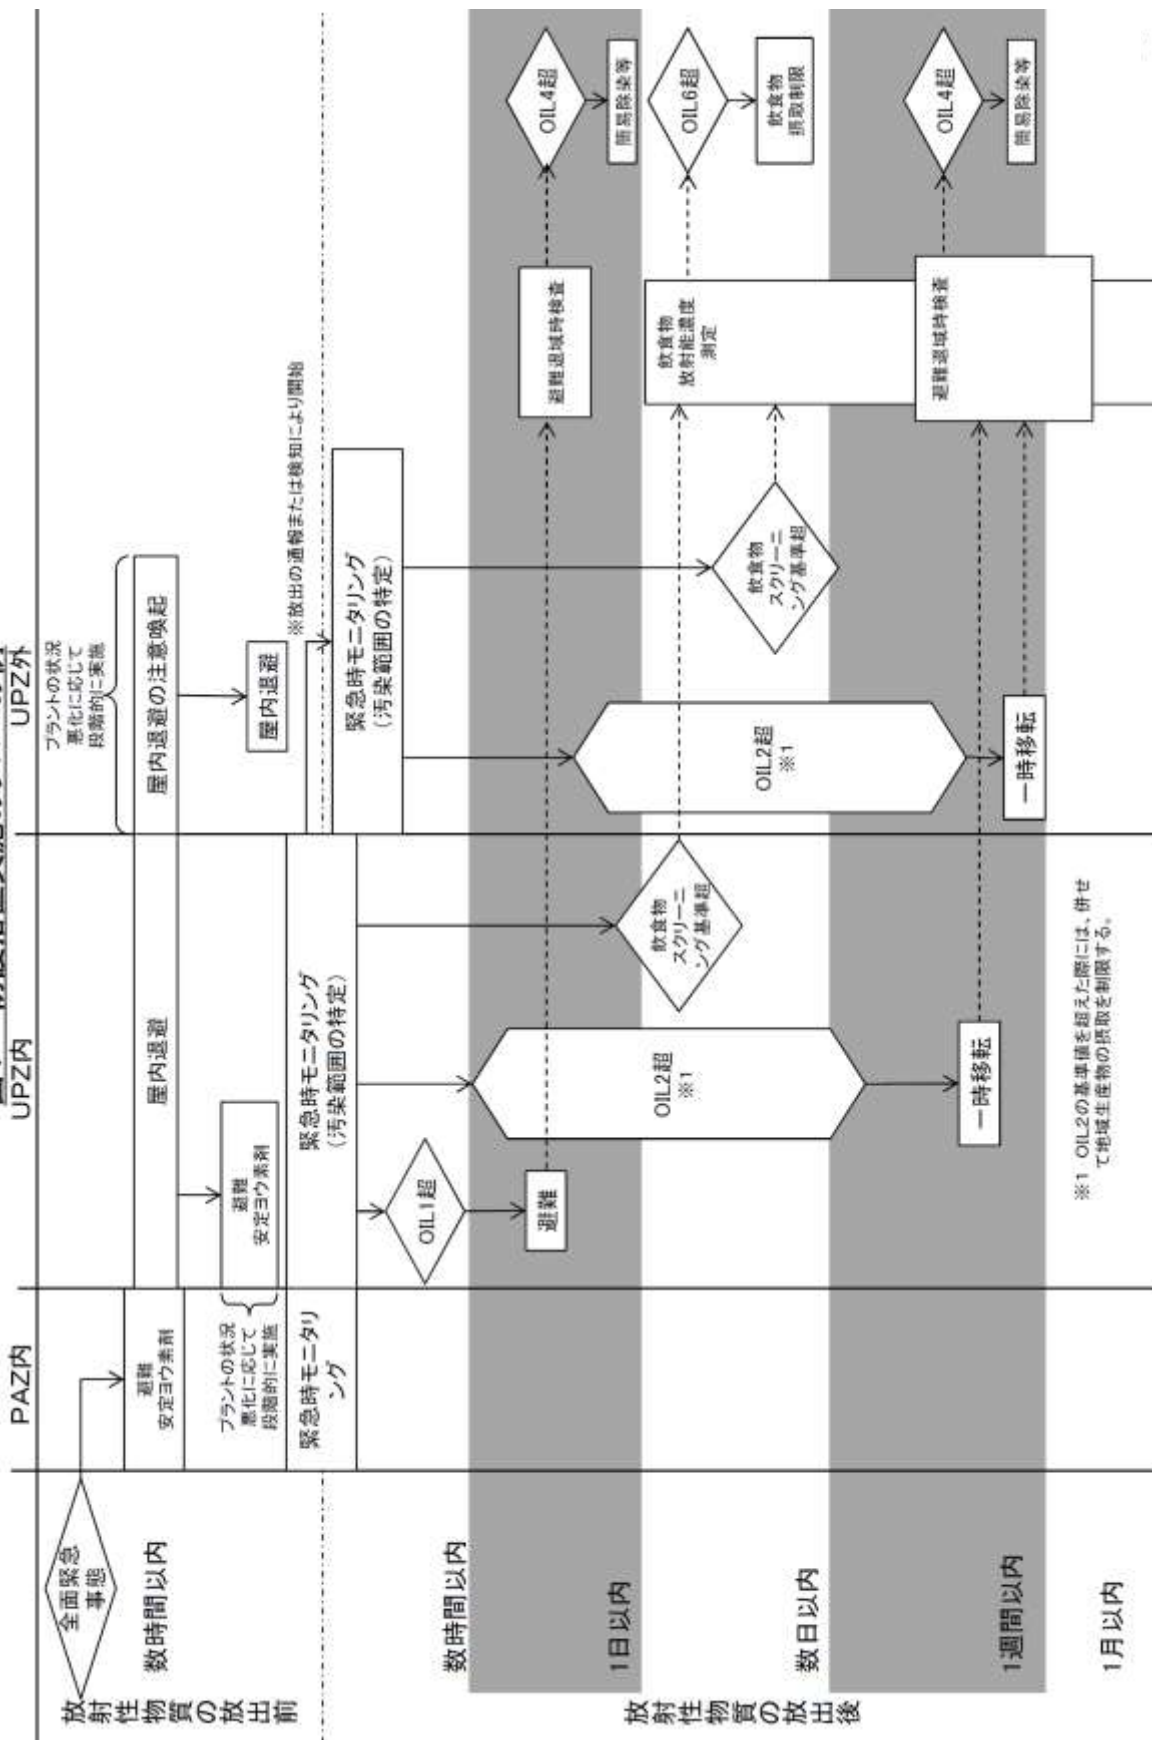 PAZ内
UPZ内
UPZ外
放射性物質の放出前
全面緊急
事態
数時間以内
避難
安定ヨウ素剤
プラントの状況
悪化に応じて
段階的に実施
屋内退避
避難
安定ヨウ素剤
プラントの状況
悪化に応じて
段階的に実施
屋内退避の注意喚起
屋内退避
※放出の通報または検知により開始
緊急時モニタリ
ング
緊急時モニタリング
(汚染範囲の特定)
緊急時モニタリング
(汚染範囲の特定)
放射性物質の放出後
数時間以内
OIL1超
1日以内
避難
避難退域時検査
OIL4超
簡易除染等
数日以内
OIL2超
※1
飲食物
スクリーニ
ング基準超
OIL2超
※1
飲食物
スクリーニ
ング基準超
飲食物
放射能濃度
測定
OIL6超
飲食物
摂取制限
1週間以内
一時移転
一時移転
避難退域時検査
OIL4超
簡易除染等
1月以内
※1 OIL2の基準値を超えた際には、併せ
て地域生産物の摂取を制限する。